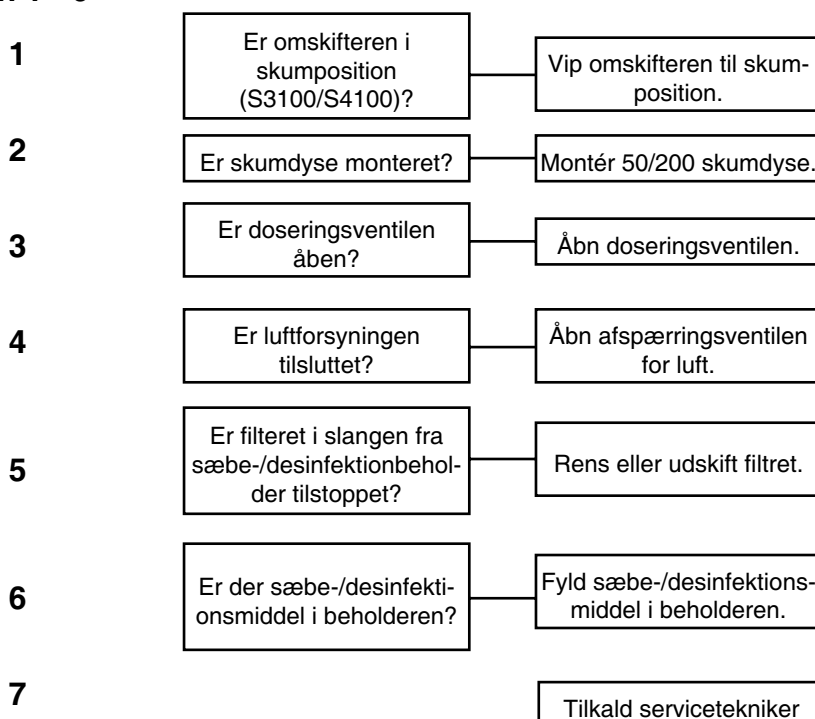 1
Er omskifteren i
skumposition
(S3100/S4100)?
Vip omskifteren til skum-
position.
2
Er skumdyse monteret?
Montér 50/200 skumdyse.
3
Er doseringsventilen
åben?
Åbn doseringsventilen.
4
Er luftforsyningen
tilsluttet?
Åbn afspærringsventilen
for luft.
5
Er filteret i slangen fra
sæbe-/desinfektionbehol-
der tilstoppet?
Rens eller udskift filtret.
6
Er der sæbe-/desinfekti-
onsmiddel i beholderen?
Fyld sæbe-/desinfektions-
middel i beholderen.
7
Tilkald servicetekniker